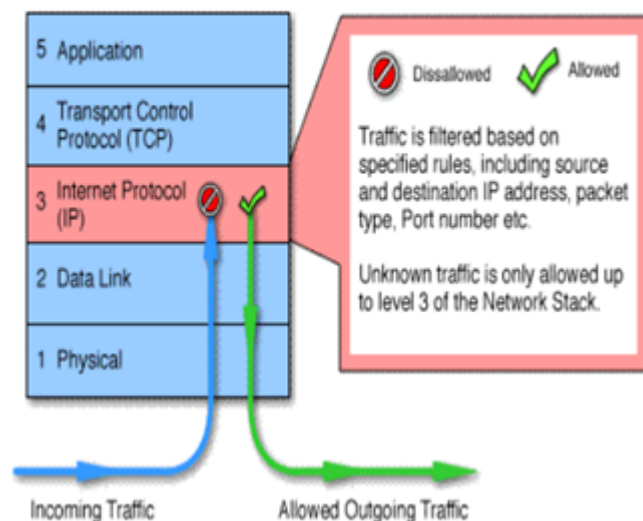 5 Application
4 Transport Control
Protocol (TCP)
3 Internet Protocol
(IP)
2 Data Link
1 Physical
Incoming Traffic
Allowed Outgoing Traffic
Dissallowed
Allowed
Traffic is filtered based on
specified rules, including source
and destination IP address, packet
type, Port number etc.
Unknown traffic is only allowed up
to level 3 of the Network Stack.